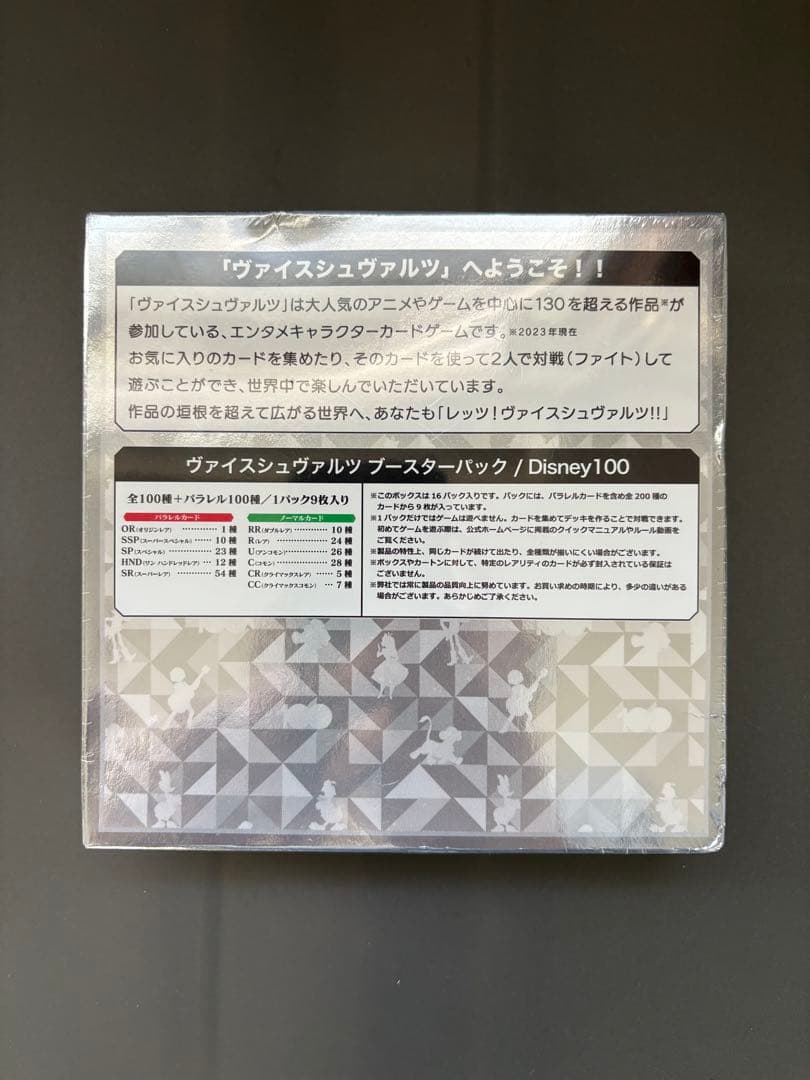 「ヴァイスシュヴァルツ」へようこそ！！
「ヴァイスシュヴァルツ」は大人気のアニメやゲームを中心に130を超える作品※が
参加している、エンタメキャラクターカードゲームです。※2023年現在
お気に入りのカードを集めたり、そのカードを使って2人で対戦（ファイト）して
遊ぶことができ、世界中で楽しんでいただいています。
作品の垣根を超えて広がる世界へ、あなたも「レッツ！ヴァイスシュヴァルツ!!」
ヴァイスシュヴァルツ ブースターパック / Disney100
全100種＋パラレル100種／1パック9枚入り
パラレルカード
OR(オリジンレア) ………… 1種
SSP(スーパースペシャル) … 10種
SP(スペシャル) ………… 23種
HND(ワン ハンドレッドレア) … 12種
SR(スーパーレア) ………… 54種
ノーマルカード
RR(ダブルレア) ………… 10種
R(レア) ………… 24種
U(アンコモン) ………… 26種
C(コモン) ………… 28種
CR(クライマックスレア) … 5種
CC(クライマックスコモン) … 7種
※このボックスは16パック入りです。パックには、パラレルカードを含め全200種の
カードから9枚が入っています。
※1パックだけではゲームは遊べません。カードを集めてデッキを作ることで対戦できます。
初めてゲームを遊ぶ際は、公式ホームページに掲載のクイックマニュアルやルール動画を
ご覧ください。
※製品の特性上、同じカードが続けて出たり、全種類が揃いにくい場合がございます。
※ボックスやカートンに対して、特定のレアリティのカードが必ず封入されている保証は
ございません。
※弊社では常に製品の品質向上に努めています。お買い求めの時期により、多少の違いがある
場合がございます。あらかじめご了承ください。